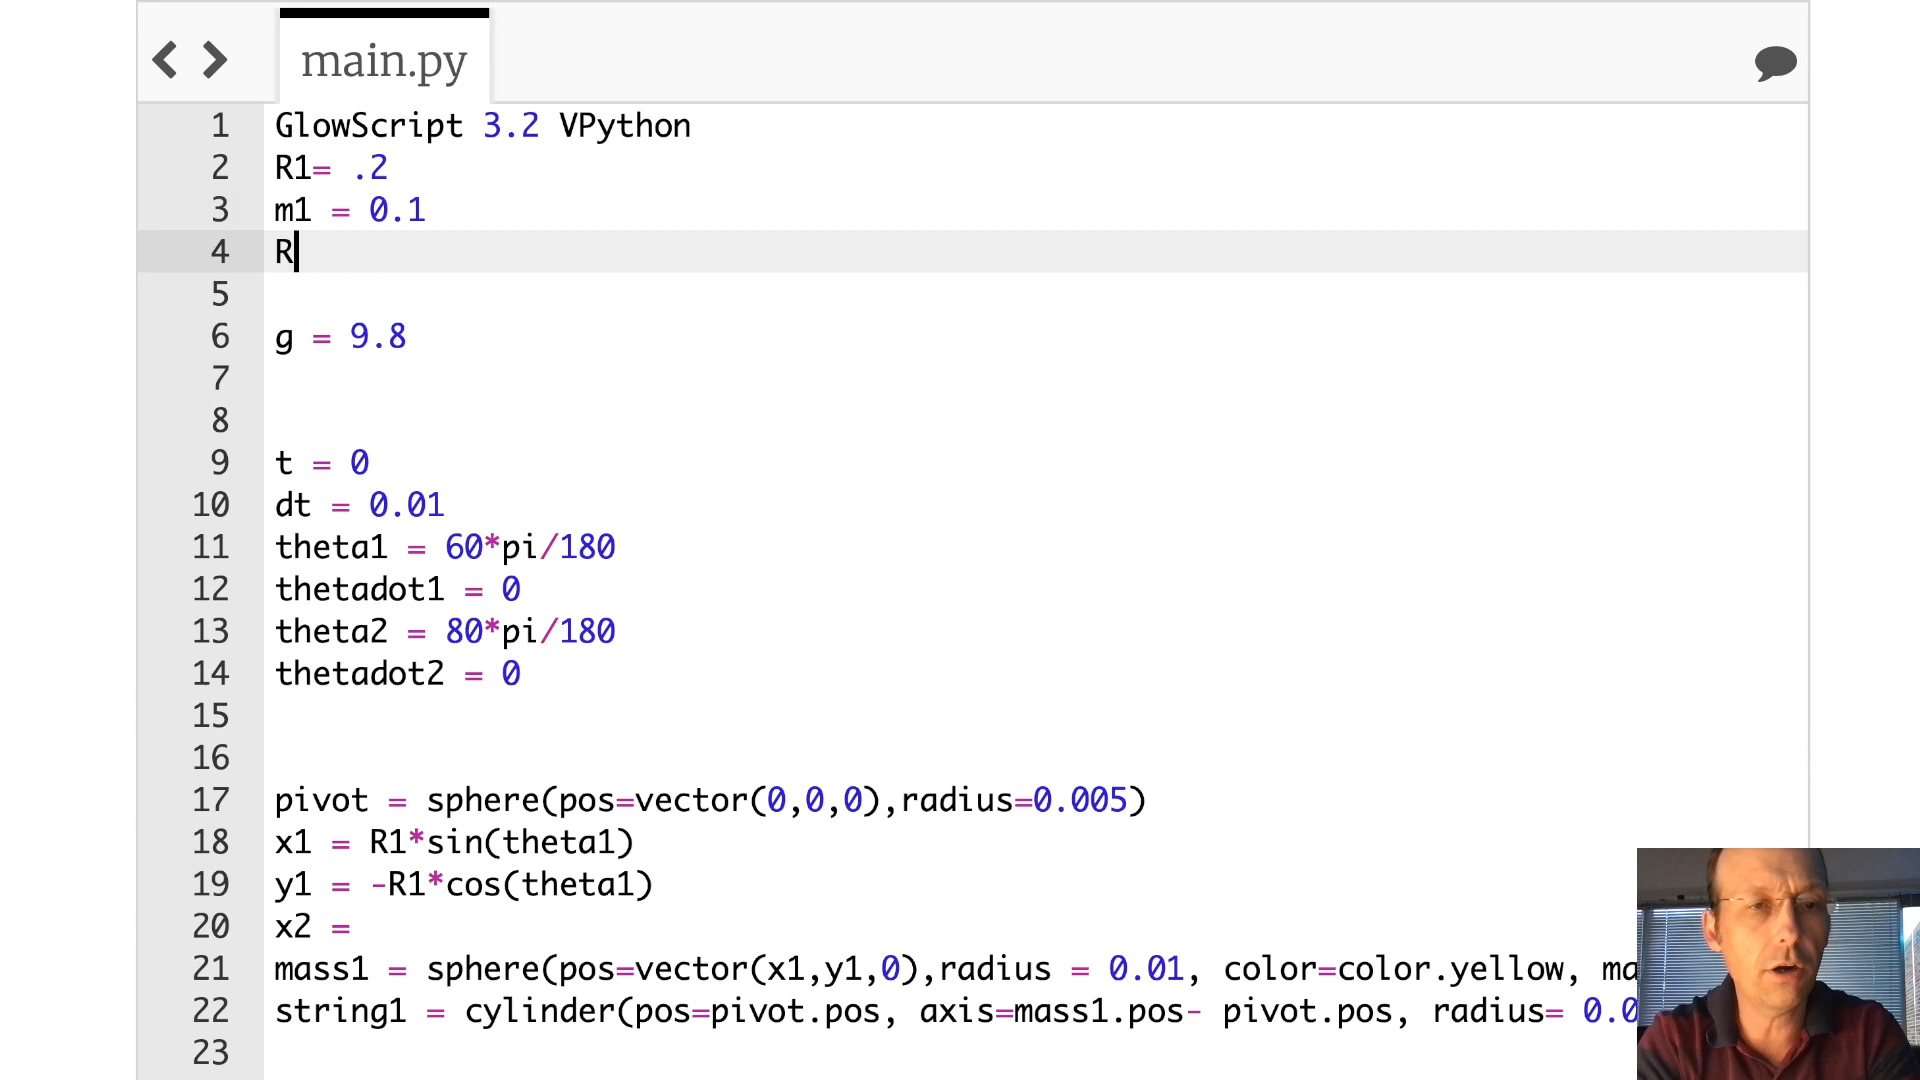 main.py
1 GlowScript 3.2 VPython
2 R1= .2
3 m1 = 0.1
4 R
5
6 g = 9.8
7
8
9 t = 0
10 dt = 0.01
11 theta1 = 60*pi/180
12 thetadot1 = 0
13 theta2 = 80*pi/180
14 thetadot2 = 0
15
16
17 pivot = sphere(pos=vector(0,0,0),radius=0.005)
18 x1 = R1*sin(theta1)
19 y1 = -R1*cos(theta1)
20 x2 =
21 mass1 = sphere(pos=vector(x1,y1,0),radius = 0.01, color=color.yellow, ma
22 string1 = cylinder(pos=pivot.pos, axis=mass1.pos- pivot.pos, radius= 0.0
23